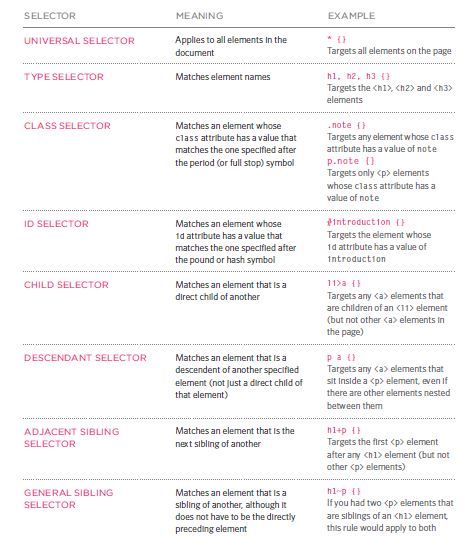 SELECTOR MEANING EXAMPLE
UNIVERSAL SELECTOR Applies to all elements in the * {}
document Targets all elements on the page
TYPE SELECTOR Matches element names h1, h2, h3 {}
Targets the <h1>, <h2> and <h3>
elements
CLASS SELECTOR Matches an element whose .note {}
class attribute has a value that Targets any element whose class
matches the one specified after attribute has a value of note
the period (or full stop) symbol p.note {}
Targets only <p> elements
whose class attribute has a
value of note
ID SELECTOR Matches an element whose #introduction {}
id attribute has a value that Targets the element whose
matches the one specified after id attribute has a value of
the pound or hash symbol introduction
CHILD SELECTOR Matches an element that is a li>a {}
direct child of another Targets any <a> elements that
are children of an <li> element
(but not other <a> elements in
the page)
DESCENDANT SELECTOR Matches an element that is a p a {}
descendent of another specified Targets any <a> elements that
element (not just a direct child of sit inside a <p> element, even if
that element) there are other elements nested
between them
ADJACENT SIBLING Matches an element that is the h1+p {}
SELECTOR next sibling of another Targets the first <p> element
after any <h1> element (but not
other <p> elements)
GENERAL SIBLING Matches an element that is a h1~p {}
SELECTOR sibling of another, although it If you had two <p> elements that
does not have to be the directly are siblings of an <h1> element,
preceding element this rule would apply to both